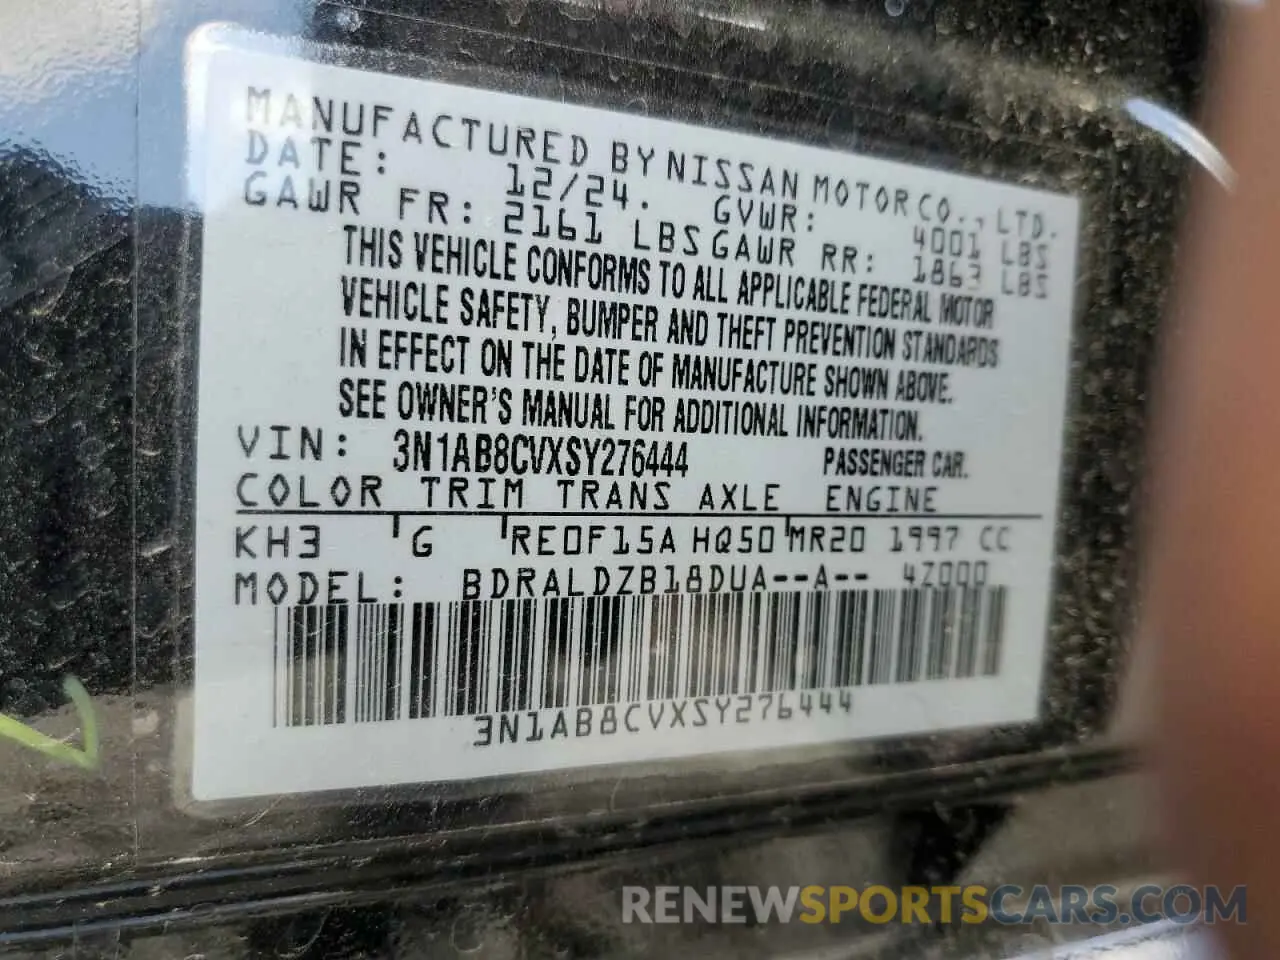 MANUFACTURED BY NISSAN MOTOR CO., LTD.
DATE: 12/24. GVWR: 4001 LBS
GAWR FR: 2161 LBS GAWR RR: 1863 LBS
THIS VEHICLE CONFORMS TO ALL APPLICABLE FEDERAL MOTOR
VEHICLE SAFETY, BUMPER AND THEFT PREVENTION STANDARDS
IN EFFECT ON THE DATE OF MANUFACTURE SHOWN ABOVE.
SEE OWNER'S MANUAL FOR ADDITIONAL INFORMATION.
VIN: 3N1AB8CVXSY276444 PASSENGER CAR.
COLOR TRIM TRANS AXLE ENGINE
KH3 G RE0F15A HQ50 MR20 1997 CC
MODEL: BDRALDZB18DUA--A-- 4Z000
3N1AB8CVXSY276444
RENEWSPORTSCARS.COM